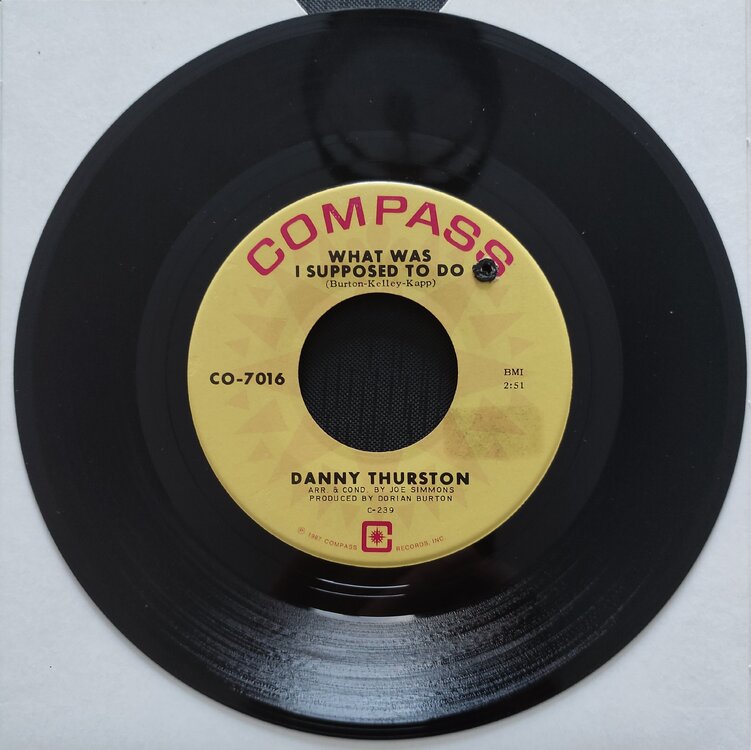 COMPASS
WHAT WAS
I SUPPOSED TO DO
(Burton-Kelley-Kapp)
CO-7016
BMI
2:51
DANNY THURSTON
ARR. & COND. BY JOE SIMMONS
PRODUCED BY DORIAN BURTON
C-239
℗ 1967 COMPASS RECORDS, INC.